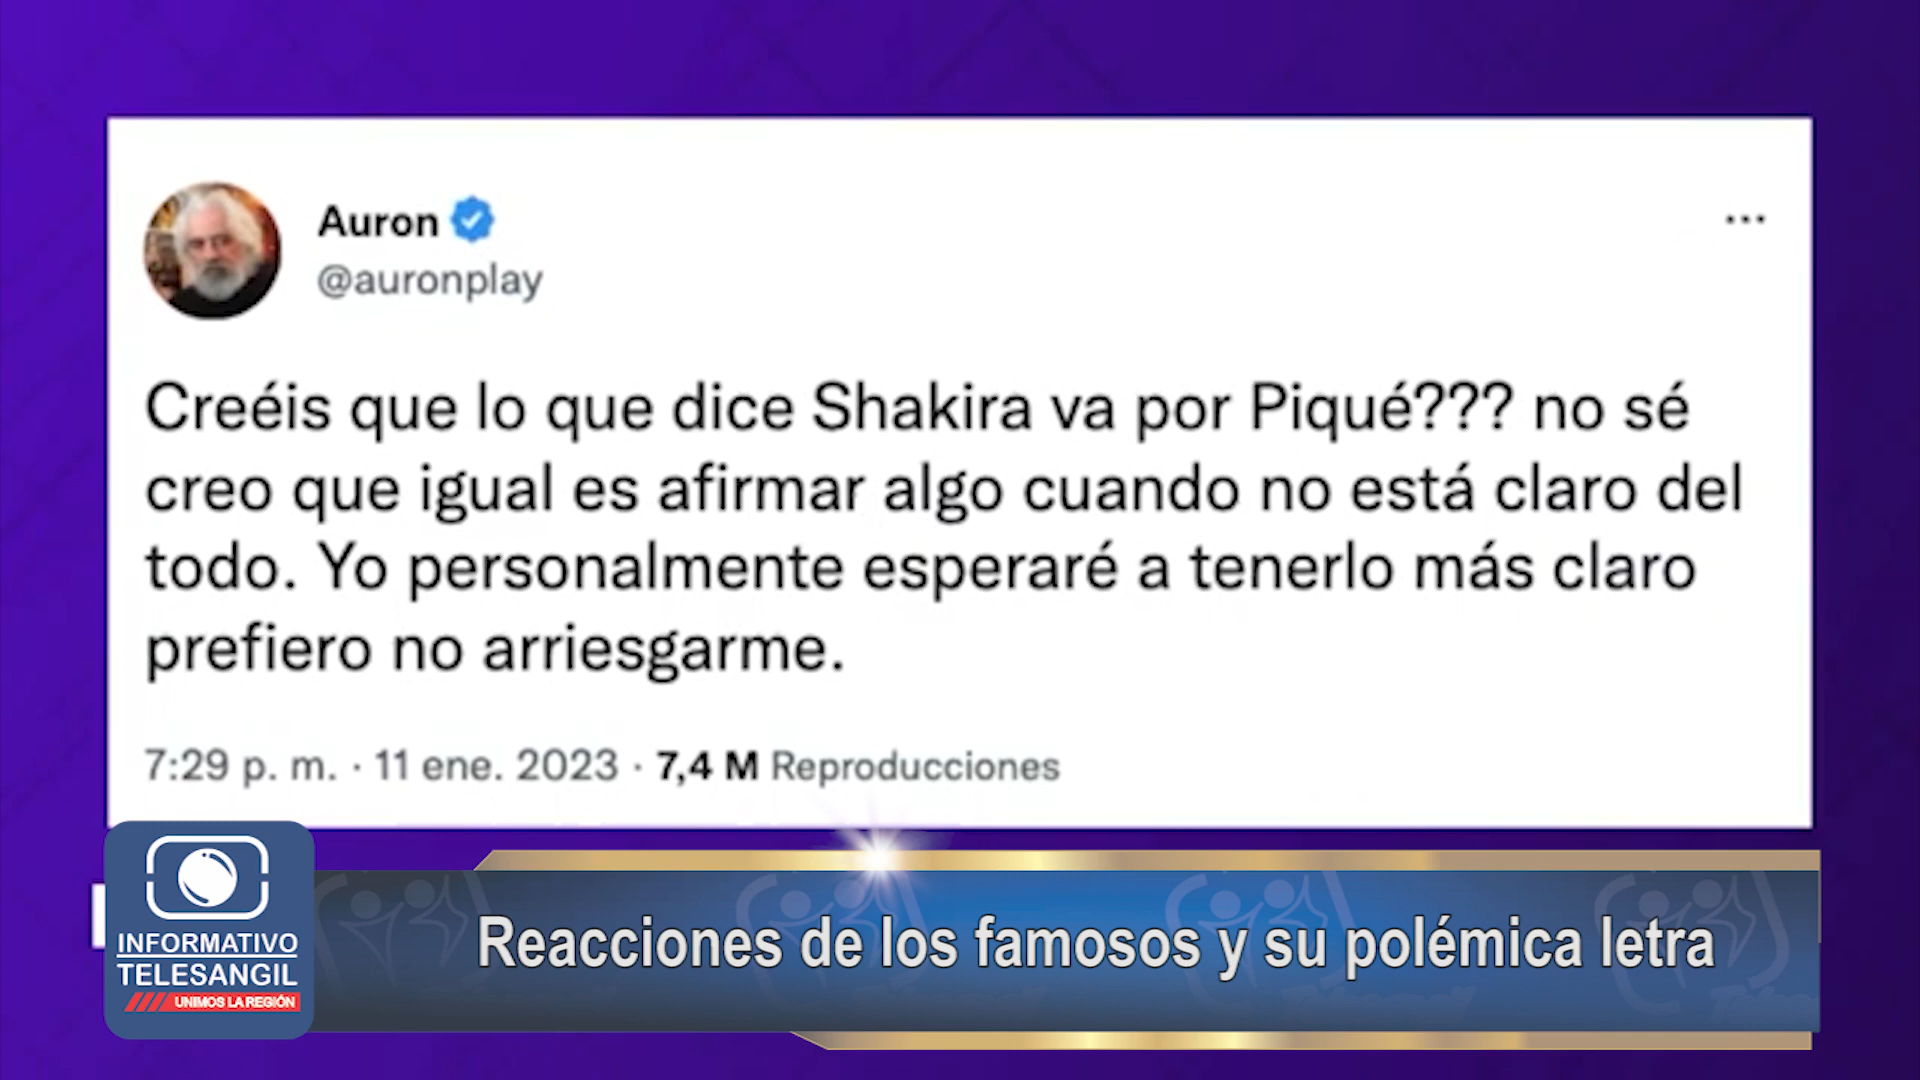 Auron
@auronplay
...
Creéis que lo que dice Shakira va por Piqué??? no sé
creo que igual es afirmar algo cuando no está claro del
todo. Yo personalmente esperaré a tenerlo más claro
prefiero no arriesgarme.
7:29 p. m. · 11 ene. 2023 · 7,4 M Reproducciones
INFORMATIVO
TELESANGIL
UNIMOS LA REGIÓN
Reacciones de los famosos y su polémica letra